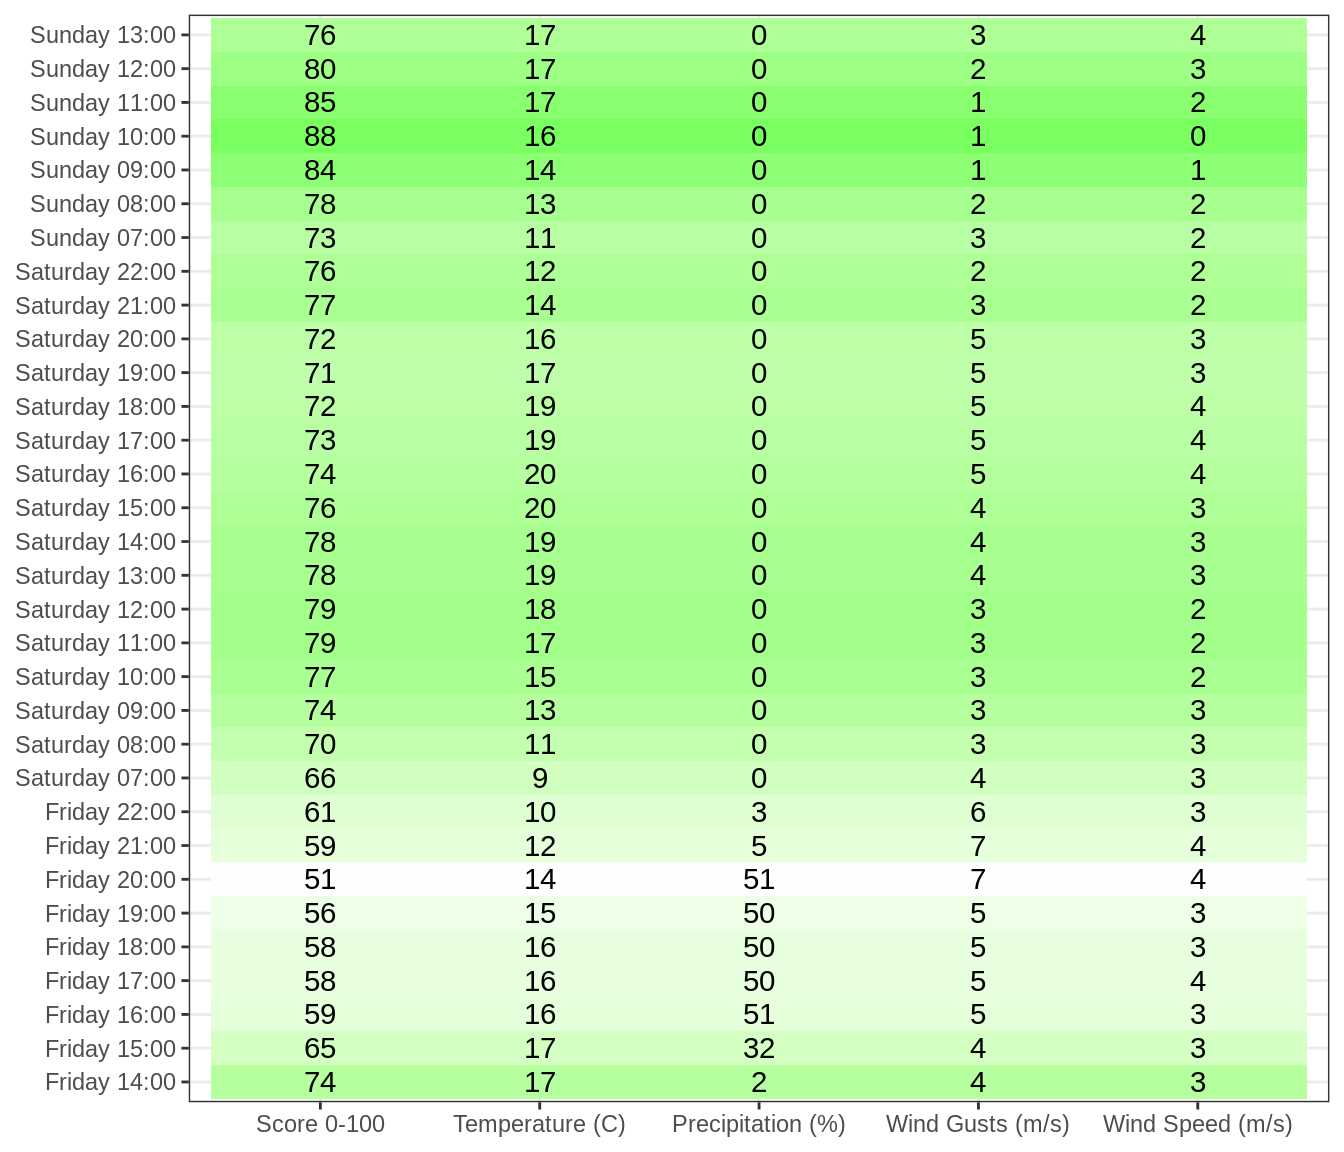 Sunday 13:00 76 17 0 3 4
Sunday 12:00 80 17 0 2 3
Sunday 11:00 85 17 0 1 2
Sunday 10:00 88 16 0 1 0
Sunday 09:00 84 14 0 1 1
Sunday 08:00 78 13 0 2 2
Sunday 07:00 73 11 0 3 2
Saturday 22:00 76 12 0 2 2
Saturday 21:00 77 14 0 3 2
Saturday 20:00 72 16 0 5 3
Saturday 19:00 71 17 0 5 3
Saturday 18:00 72 19 0 5 4
Saturday 17:00 73 19 0 5 4
Saturday 16:00 74 20 0 5 4
Saturday 15:00 76 20 0 4 3
Saturday 14:00 78 19 0 4 3
Saturday 13:00 78 19 0 4 3
Saturday 12:00 79 18 0 3 2
Saturday 11:00 79 17 0 3 2
Saturday 10:00 77 15 0 3 2
Saturday 09:00 74 13 0 3 3
Saturday 08:00 70 11 0 3 3
Saturday 07:00 66 9 0 4 3
Friday 22:00 61 10 3 6 3
Friday 21:00 59 12 5 7 4
Friday 20:00 51 14 51 7 4
Friday 19:00 56 15 50 5 3
Friday 18:00 58 16 50 5 3
Friday 17:00 58 16 50 5 4
Friday 16:00 59 16 51 5 3
Friday 15:00 65 17 32 4 3
Friday 14:00 74 17 2 4 3
Score 0-100 Temperature (C) Precipitation (%) Wind Gusts (m/s) Wind Speed (m/s)